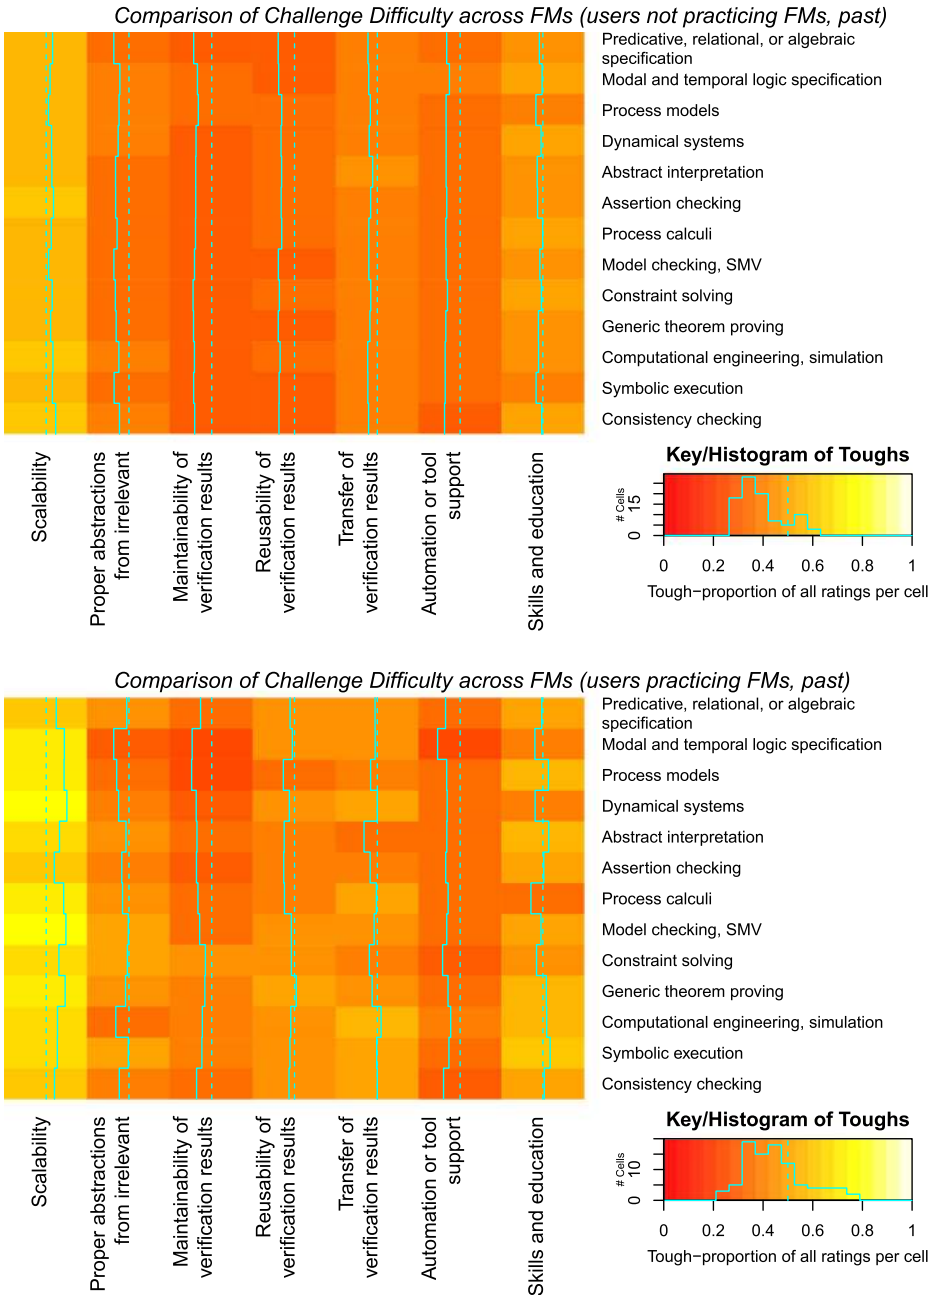 Comparison of Challenge Difficulty across FMs (users not practicing FMs, past)
Predicative, relational, or algebraic
specification
Modal and temporal logic specification
Process models
Dynamical systems
Abstract interpretation
Assertion checking
Process calculi
Model checking, SMV
Constraint solving
Generic theorem proving
Computational engineering, simulation
Symbolic execution
Consistency checking
Scalability
Proper abstractions
from irrelevant
Maintainability of
verification results
Reusability of
verification results
Transfer of
verification results
Automation or tool
support
Skills and education
Key/Histogram of Toughs
# Cells
0 15
0 0.2 0.4 0.6 0.8 1
Tough−proportion of all ratings per cell
Comparison of Challenge Difficulty across FMs (users practicing FMs, past)
Predicative, relational, or algebraic
specification
Modal and temporal logic specification
Process models
Dynamical systems
Abstract interpretation
Assertion checking
Process calculi
Model checking, SMV
Constraint solving
Generic theorem proving
Computational engineering, simulation
Symbolic execution
Consistency checking
Scalability
Proper abstractions
from irrelevant
Maintainability of
verification results
Reusability of
verification results
Transfer of
verification results
Automation or tool
support
Skills and education
Key/Histogram of Toughs
# Cells
0 10
0 0.2 0.4 0.6 0.8 1
Tough−proportion of all ratings per cell